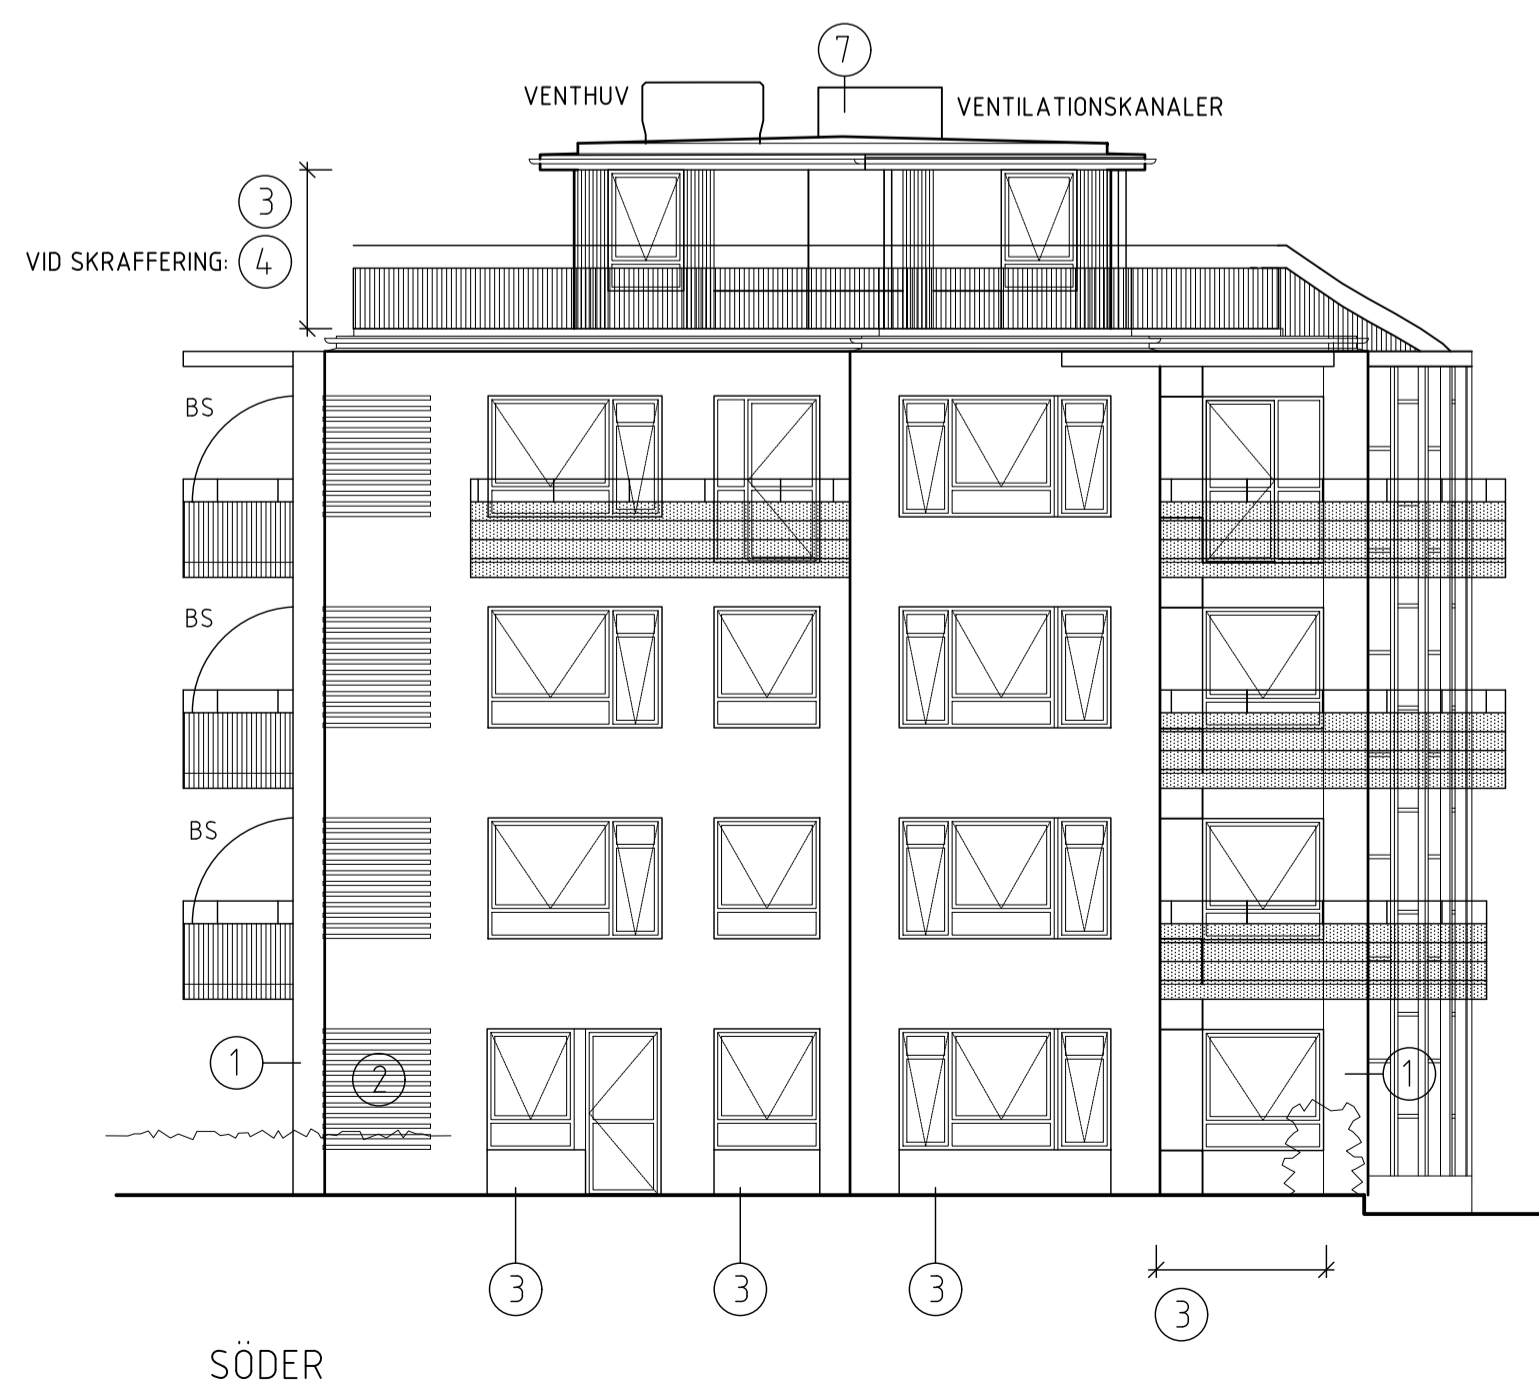 7
VENTHUV
VENTILATIONSKANALER
3
VID SKRAFFERING: 4
BS
BS
BS
1
2
1
3
3
3
3
SÖDER